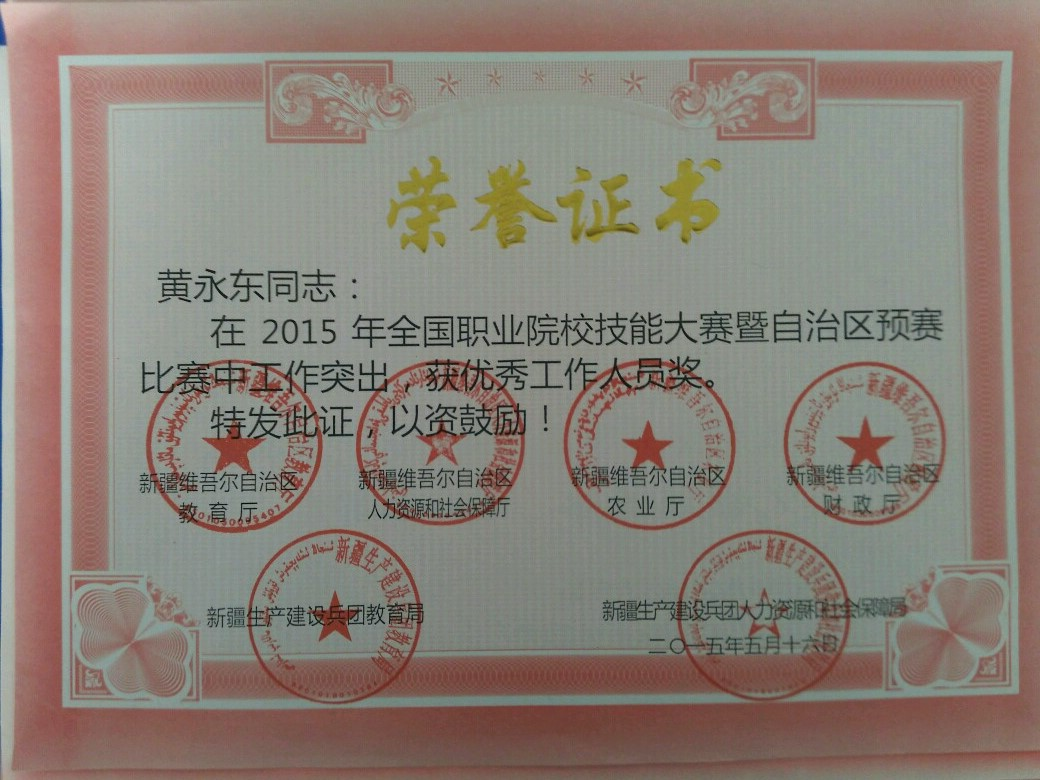 荣誉证书
黄永东同志：
在 2015 年全国职业院校技能大赛暨自治区预赛
比赛中工作突出，获优秀工作人员奖。
特发此证，以资鼓励！
新疆维吾尔自治区
教育厅
新疆维吾尔自治区
人力资源和社会保障厅
新疆维吾尔自治区
农业厅
新疆维吾尔自治区
财政厅
新疆生产建设兵团教育局
新疆生产建设兵团人力资源和社会保障局
二〇一五年五月十六日